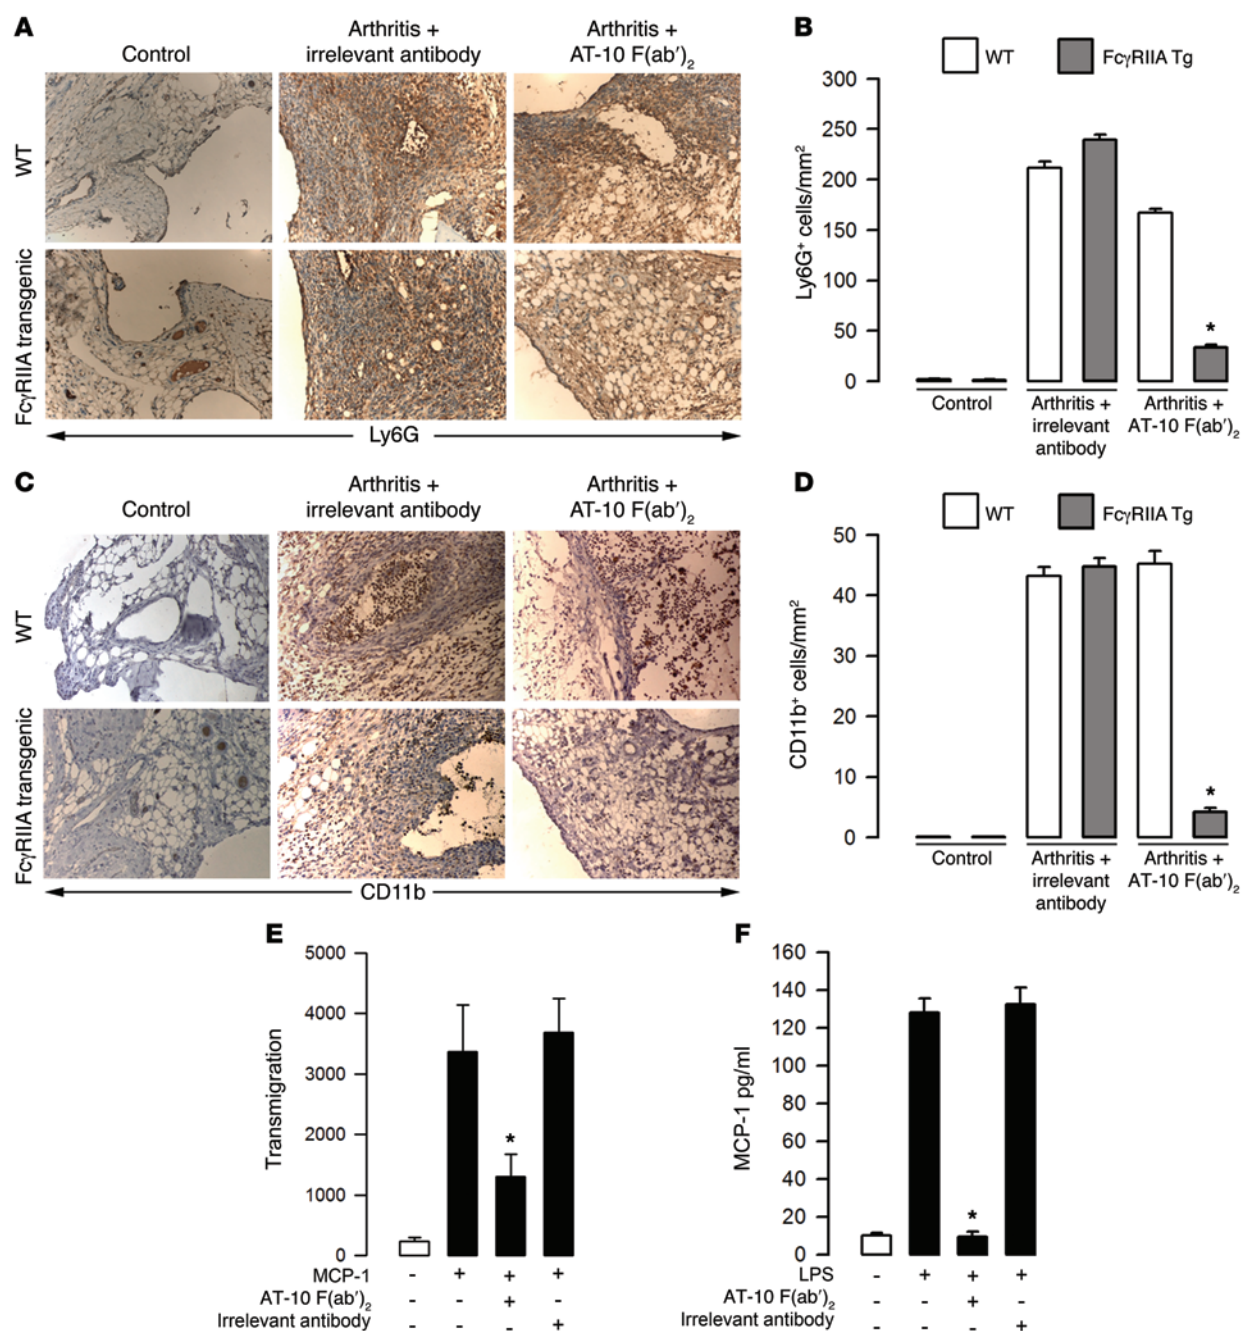 A
Control
Arthritis +
irrelevant antibody
Arthritis +
AT-10 F(ab′)₂
WT
FcγRIIA transgenic
Ly6G
B
WT
FcγRIIA Tg
Ly6G⁺ cells/mm²
300
250
200
150
100
50
0
*
Control
Arthritis +
irrelevant
antibody
Arthritis +
AT-10 F(ab′)₂
C
Control
Arthritis +
irrelevant antibody
Arthritis +
AT-10 F(ab′)₂
WT
FcγRIIA transgenic
CD11b
D
WT
FcγRIIA Tg
CD11b⁺ cells/mm²
50
40
30
20
10
0
*
Control
Arthritis +
irrelevant
antibody
Arthritis +
AT-10 F(ab′)₂
E
Transmigration
5000
4000
3000
2000
1000
0
*
MCP-1 - + + +
AT-10 F(ab′)₂ - - + -
Irrelevant antibody - - - +
F
MCP-1 pg/ml
160
140
120
100
80
60
40
20
0
*
LPS - + + +
AT-10 F(ab′)₂ - - + -
Irrelevant antibody - - - +